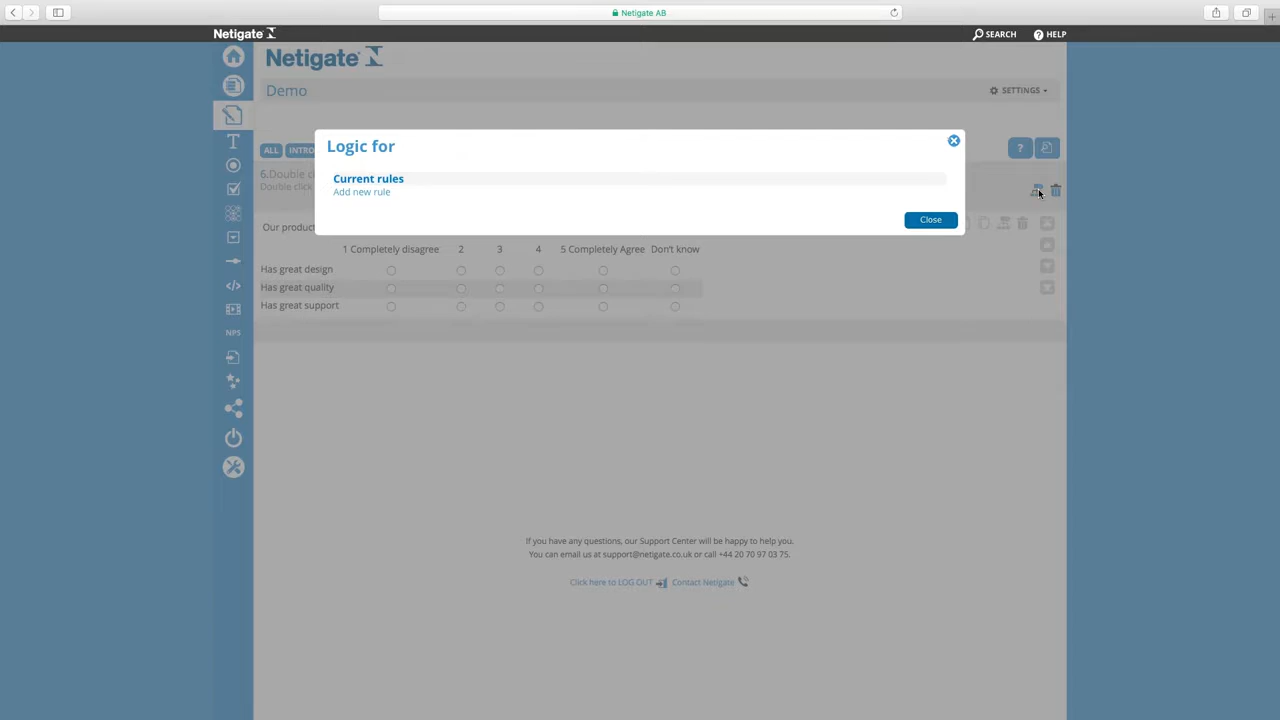 Netigate AB
Netigate
SEARCH
HELP
Netigate
Demo
SETTINGS
ALL
INTRO
?
Logic for
Current rules
Add new rule
Close
6.Double c
Double click
Our product
1 Completely disagree 2 3 4 5 Completely Agree Don't know
Has great design
Has great quality
Has great support
NPS
If you have any questions, our Support Center will be happy to help you.
You can email us at support@netigate.co.uk or call +44 20 70 97 03 75.
Click here to LOG OUT Contact Netigate